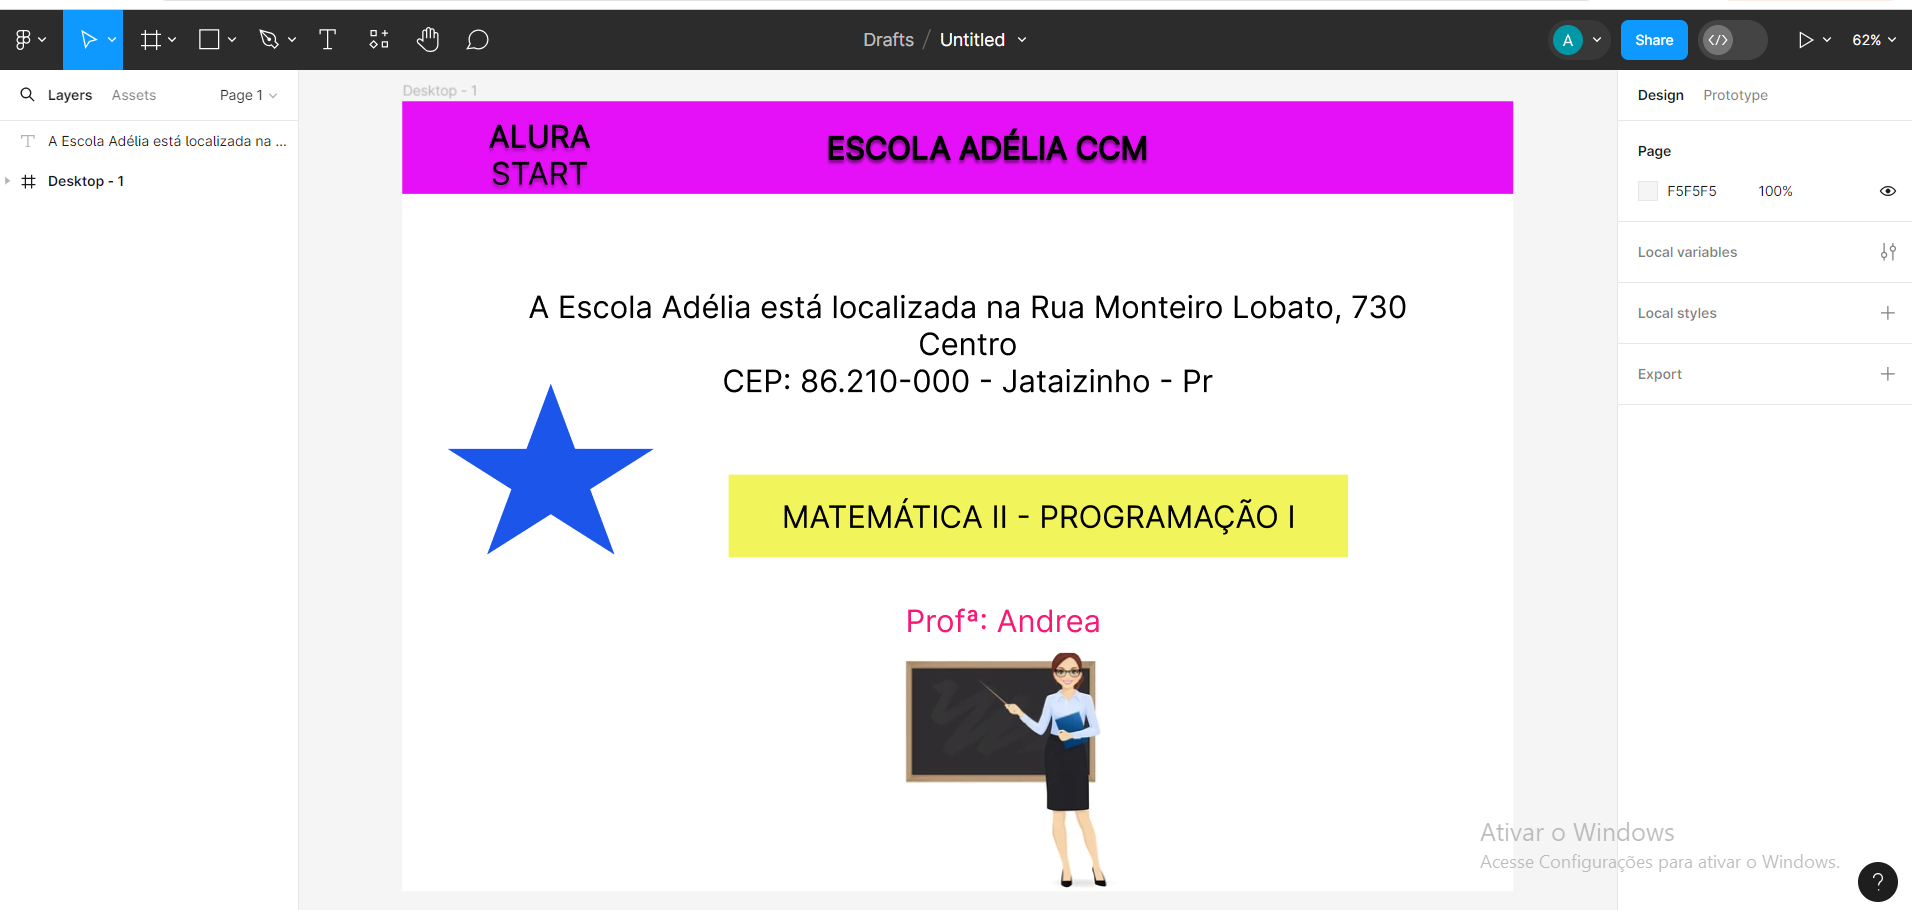 Drafts / Untitled
A
Share
62%
Layers
Assets
Page 1
A Escola Adélia está localizada na ...
Desktop - 1
Desktop - 1
ALURA
START
ESCOLA ADÉLIA CCM
A Escola Adélia está localizada na Rua Monteiro Lobato, 730
Centro
CEP: 86.210-000 - Jataizinho - Pr
MATEMÁTICA II - PROGRAMAÇÃO I
Profª: Andrea
Design
Prototype
Page
F5F5F5 100%
Local variables
Local styles
Export
Ativar o Windows
Acesse Configurações para ativar o Windows.
?